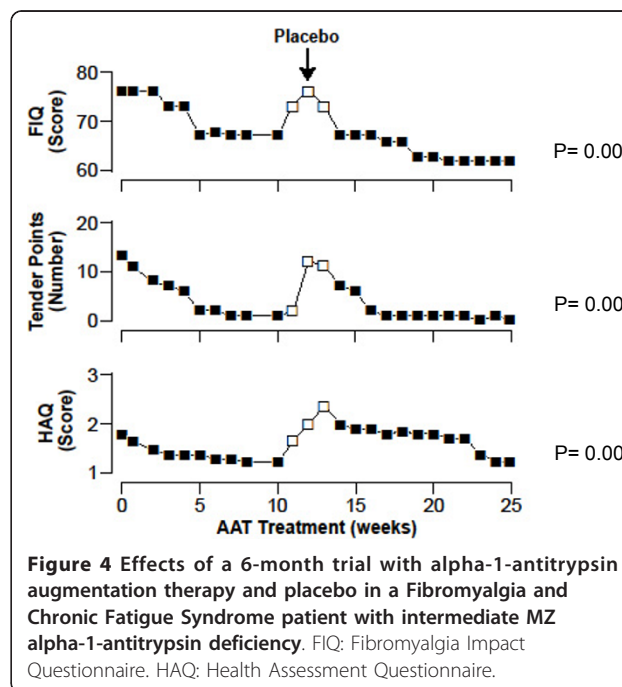 Placebo
80
70
60
FIQ
(Score)
P= 0.00
20
10
0
Tender Points
(Number)
P= 0.00
3
2
1
HAQ
(Score)
P= 0.00
0 5 10 15 20 25
AAT Treatment (weeks)
Figure 4 Effects of a 6-month trial with alpha-1-antitrypsin
augmentation therapy and placebo in a Fibromyalgia and
Chronic Fatigue Syndrome patient with intermediate MZ
alpha-1-antitrypsin deficiency. FIQ: Fibromyalgia Impact
Questionnaire. HAQ: Health Assessment Questionnaire.